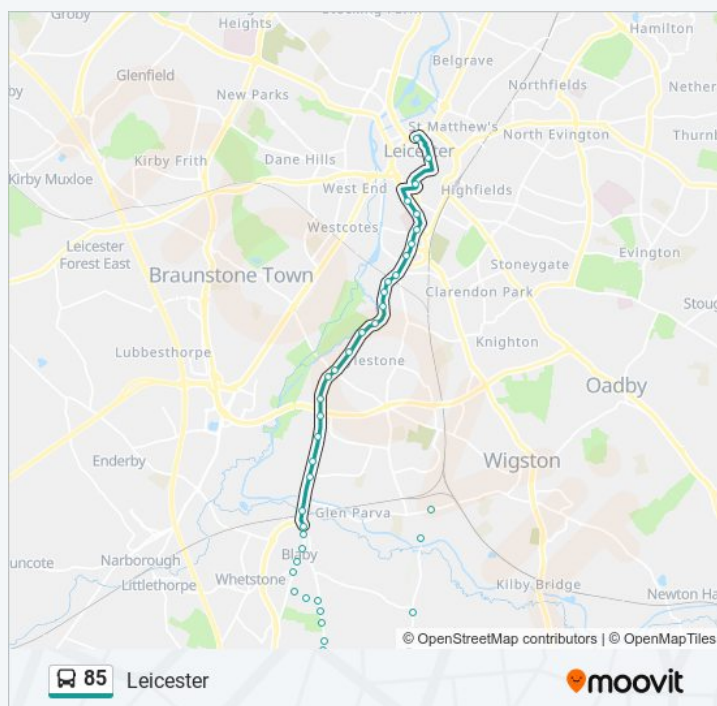 Groby
Heights
Hamilton
Belgrave
Glenfield
Northfields
New Parks
Nether
St Matthew's
North Evington
Thurn
Leicester
Kirby Frith
Dane Hills
Kirby Muxloe
West End
Highfields
Westcotes
Evington
Leicester
Forest East
Stoneygate
Braunstone Town
Clarendon Park
Stoug
Knighton
Lubbesthorpe
lestone
Oadby
Enderby
Wigston
Glen Parva
Narborough
Blaby
uncote
Littlethorpe
Whetstone
Kilby Bridge
Newton Ha
© OpenStreetMap contributors | © OpenMapTiles
85 Leicester
moovit